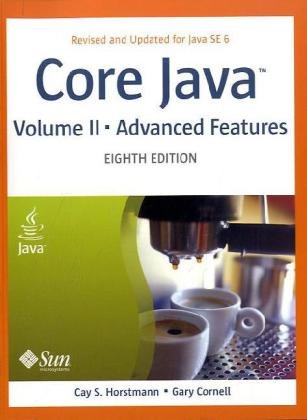 Revised and Updated for Java SE 6
Core Java™
Volume II • Advanced Features
EIGHTH EDITION
Java™
Sun
microsystems
Cay S. Horstmann • Gary Cornell